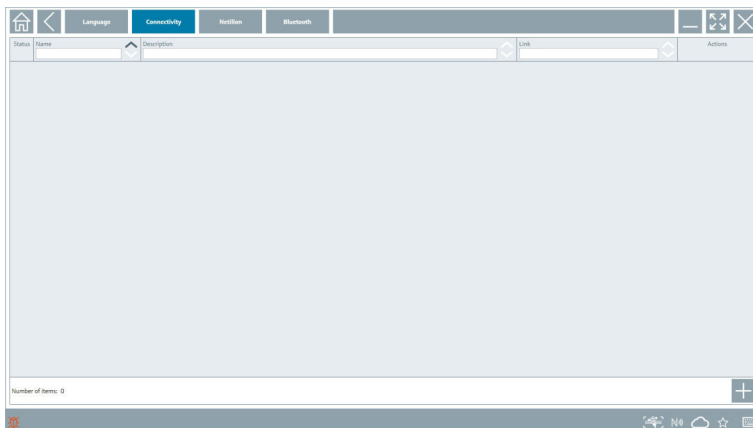 Language Connectivity Netilion Bluetooth
Status Name Description Link Actions
Number of items: 0